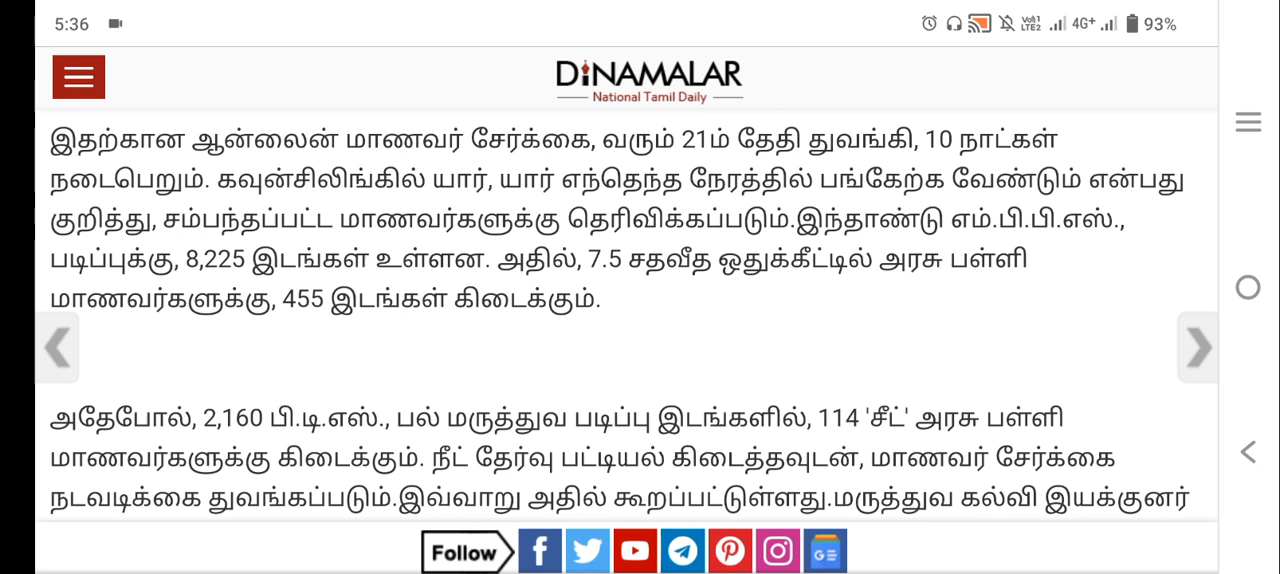 5:36
Vo1) LTE2 4G+ 93%
DiNAMALAR
National Tamil Daily
இதற்கான ஆன்லைன் மாணவர் சேர்க்கை, வரும் 21ம் தேதி துவங்கி, 10 நாட்கள்
நடைபெறும். கவுன்சிலிங்கில் யார், யார் எந்தெந்த நேரத்தில் பங்கேற்க வேண்டும் என்பது
குறித்து, சம்பந்தப்பட்ட மாணவர்களுக்கு தெரிவிக்கப்படும்.இந்தாண்டு எம்.பி.பி.எஸ்.,
படிப்புக்கு, 8,225 இடங்கள் உள்ளன. அதில், 7.5 சதவீத ஒதுக்கீட்டில் அரசு பள்ளி
மாணவர்களுக்கு, 455 இடங்கள் கிடைக்கும்.
அதேபோல், 2,160 பி.டி.எஸ்., பல் மருத்துவ படிப்பு இடங்களில், 114 'சீட்' அரசு பள்ளி
மாணவர்களுக்கு கிடைக்கும். நீட் தேர்வு பட்டியல் கிடைத்தவுடன், மாணவர் சேர்க்கை
நடவடிக்கை துவங்கப்படும்.இவ்வாறு அதில் கூறப்பட்டுள்ளது.மருத்துவ கல்வி இயக்குனர்
Follow